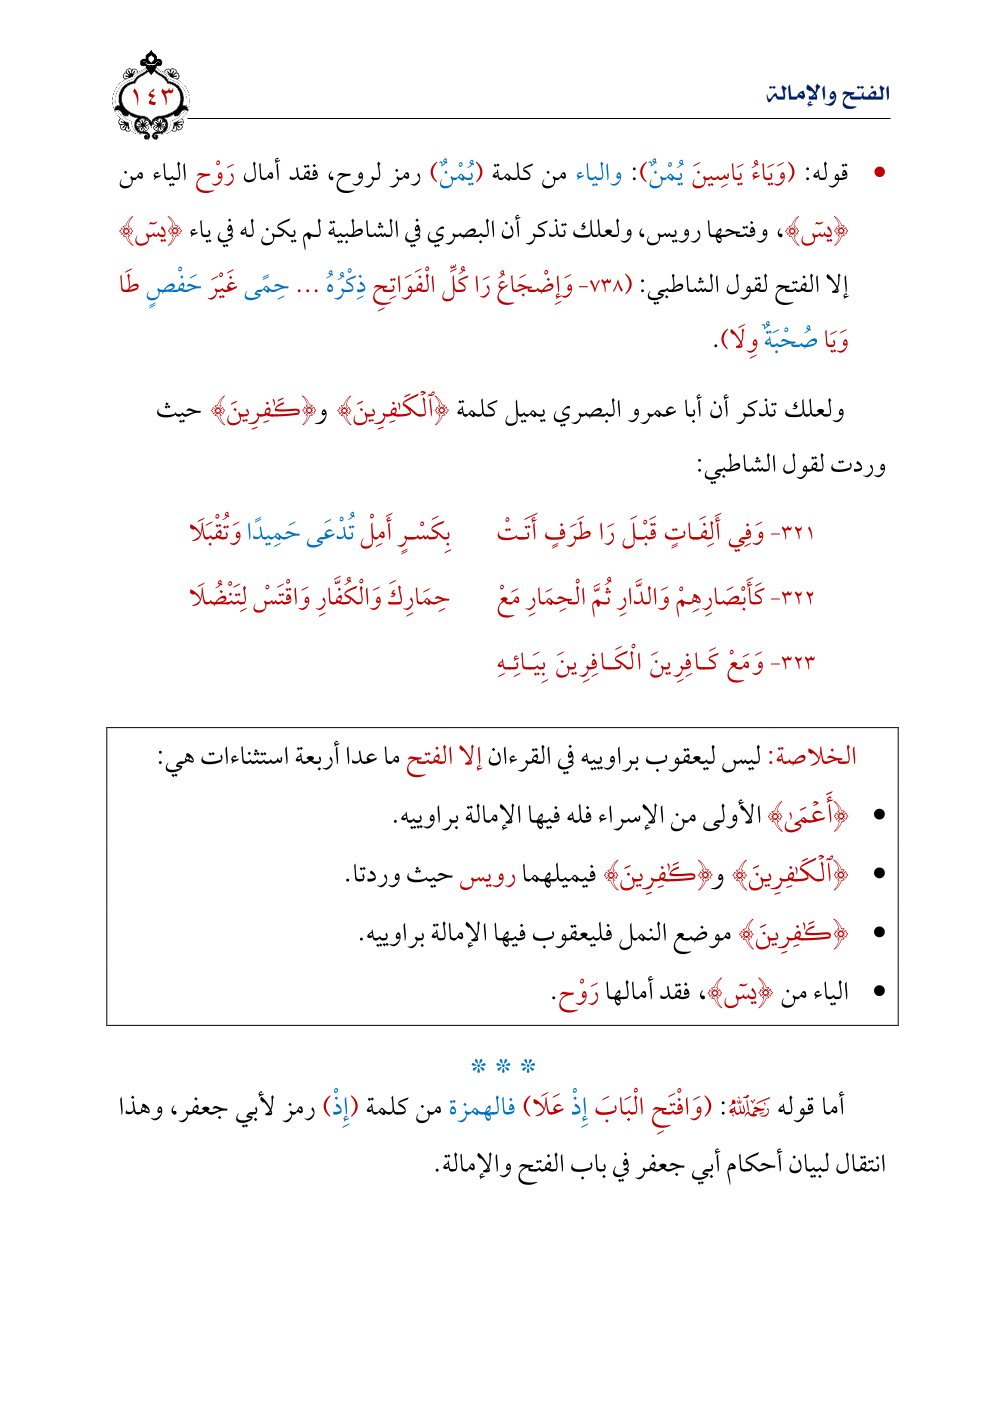 الفتح والإمالة
١٤٣
• قوله: (وَيَاءُ يَاسِينَ يُمْنٌ): والياء من كلمة (يُمْنٌ) رمز لروح، فقد أمال رَوْح الياء من
﴿يسٓ﴾، وفتحها رويس، ولعلك تذكر أن البصري في الشاطبية لم يكن له في ياء ﴿يسٓ﴾
إلا الفتح لقول الشاطبي: (٧٣٨- وَإِضْجَاعُ رَا كُلِّ الْفَوَاتِحِ ذِكْرُهُ ... حِمًى غَيْرَ حَفْصٍ طَا
وَيَا صُحْبَةٌ وِلَا).
ولعلك تذكر أن أبا عمرو البصري يميل كلمة ﴿ٱلۡكَٰفِرِينَ﴾ و﴿كَٰفِرِينَ﴾ حيث
وردت لقول الشاطبي:
٣٢١- وَفِي أَلِفَاتٍ قَبْلَ رَا طَرَفٍ أَتَتْ بِكَسْرٍ أَمِلْ تُدْعَى حَمِيدًا وَتُقْبَلَا
٣٢٢- كَأَبْصَارِهِمْ وَالدَّارِ ثُمَّ الْحِمَارِ مَعْ حِمَارِكَ وَالْكُفَّارِ وَاقْتَسْ لِتَنْضُلَا
٣٢٣- وَمَعْ كَافِرِينَ الْكَافِرِينَ بِيَائِهِ
الخلاصة: ليس ليعقوب براوييه في القرءان إلا الفتح ما عدا أربعة استثناءات هي:
• ﴿أَعۡمَىٰ﴾ الأولى من الإسراء فله فيها الإمالة براوييه.
• ﴿ٱلۡكَٰفِرِينَ﴾ و﴿كَٰفِرِينَ﴾ فيميلهما رويس حيث وردتا.
• ﴿كَٰفِرِينَ﴾ موضع النمل فليعقوب فيها الإمالة براوييه.
• الياء من ﴿يسٓ﴾، فقد أمالها رَوْح.
* * *
أما قوله رَحِمَهُ ٱللَّهُ: (وَافْتَحِ الْبَابَ إِذْ عَلَا) فالهمزة من كلمة (إِذْ) رمز لأبي جعفر، وهذا
انتقال لبيان أحكام أبي جعفر في باب الفتح والإمالة.